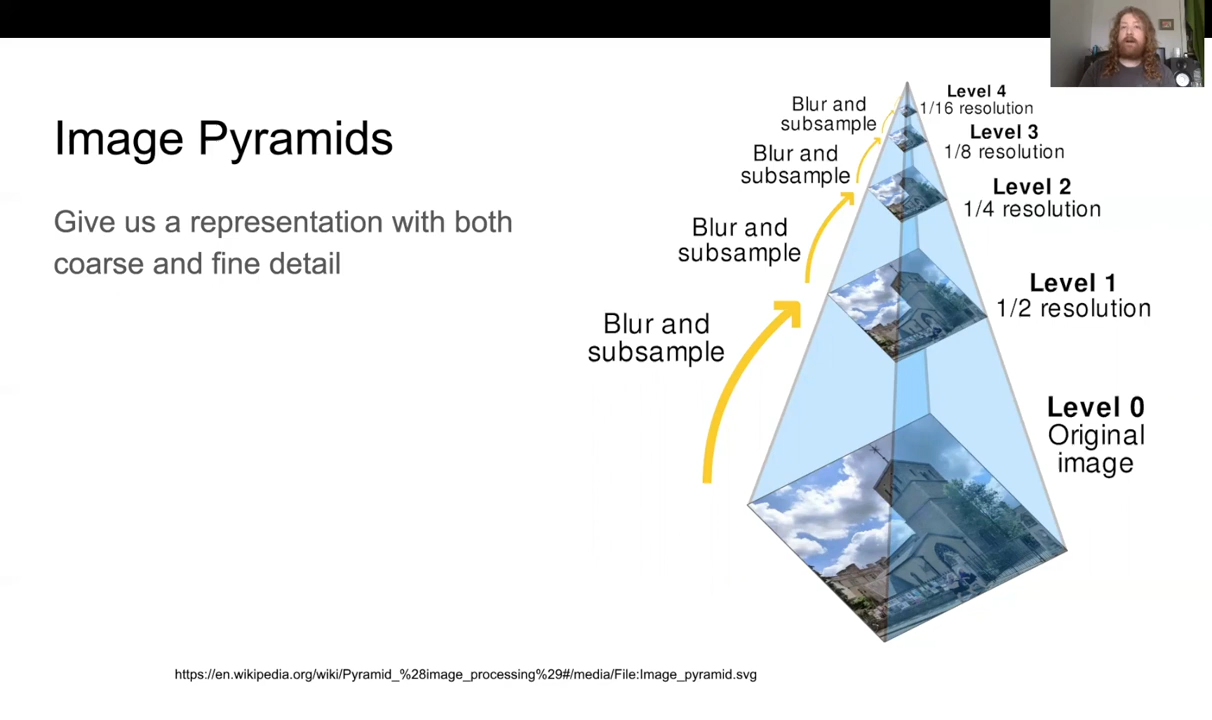 Image Pyramids
Give us a representation with both
coarse and fine detail
Blur and
subsample
Level 4
1/16 resolution
Blur and
subsample
Level 3
1/8 resolution
Blur and
subsample
Level 2
1/4 resolution
Blur and
subsample
Level 1
1/2 resolution
Level 0
Original
image
https://en.wikipedia.org/wiki/Pyramid_%28image_processing%29#/media/File:Image_pyramid.svg